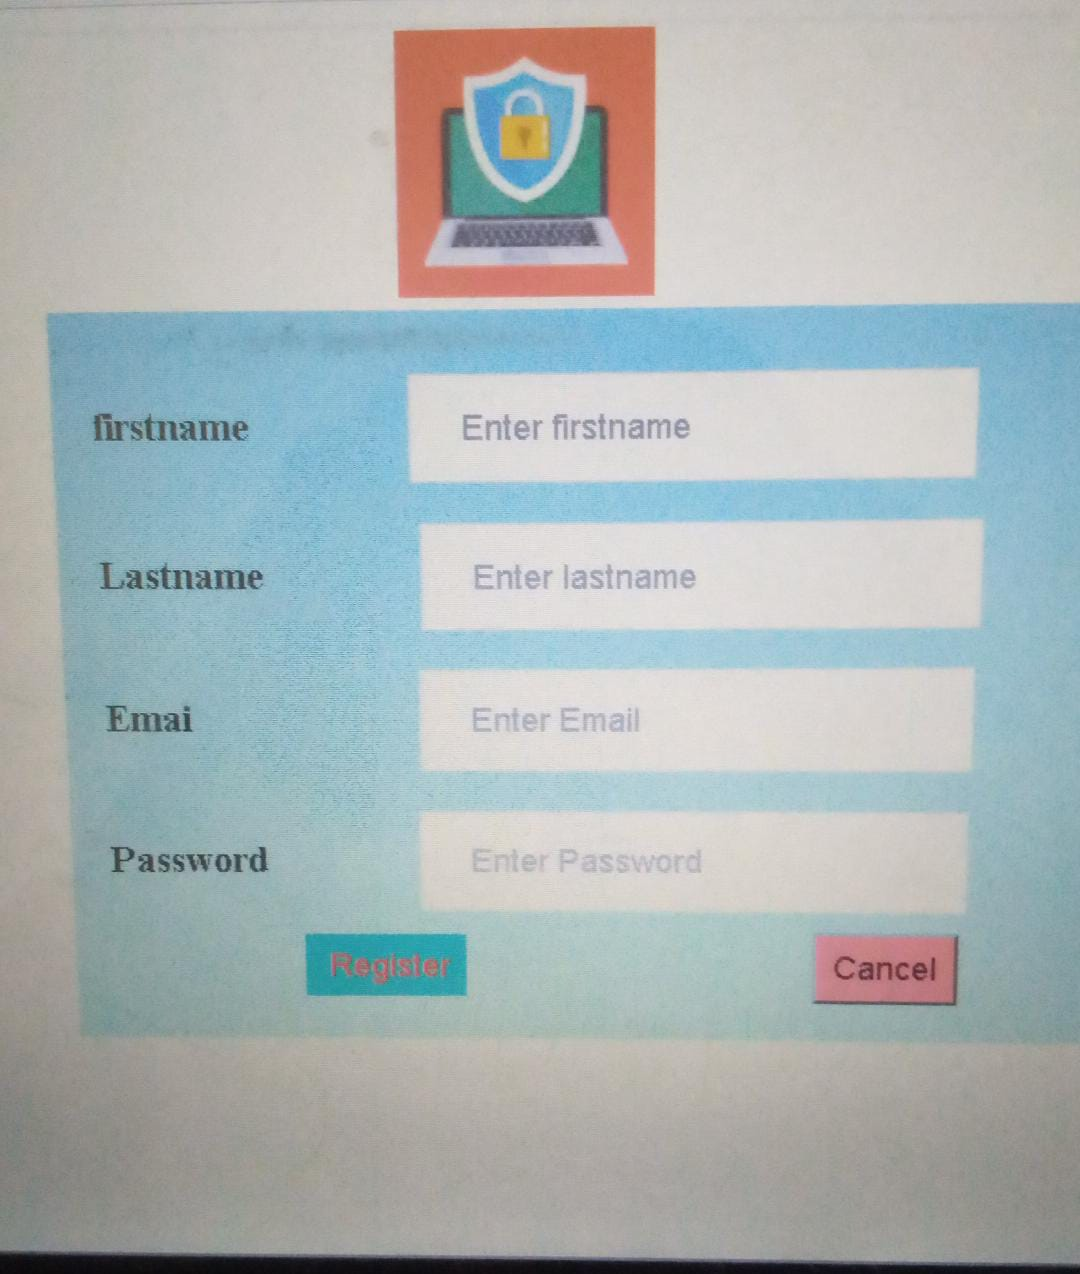 firstname Enter firstname
Lastname Enter lastname
Emai Enter Email
Password Enter Password
Register Cancel